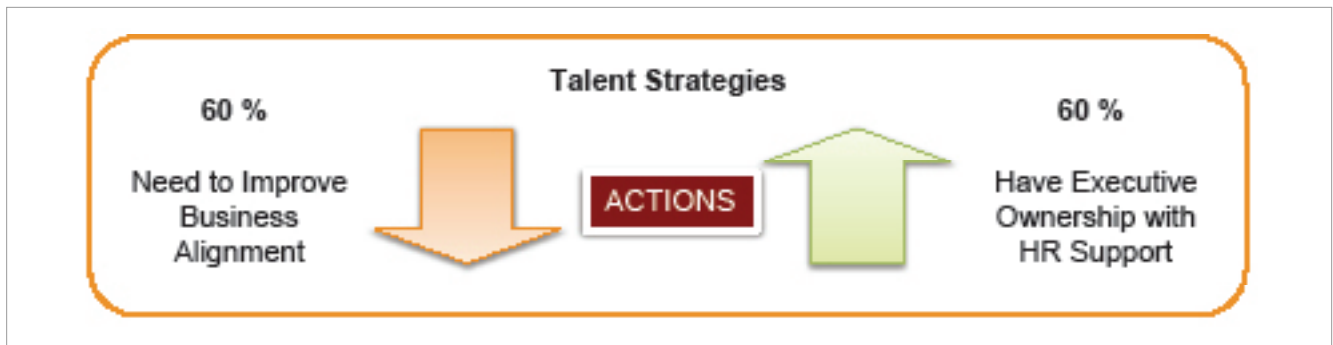 Talent Strategies
60 %
Need to Improve
Business
Alignment
ACTIONS
60 %
Have Executive
Ownership with
HR Support